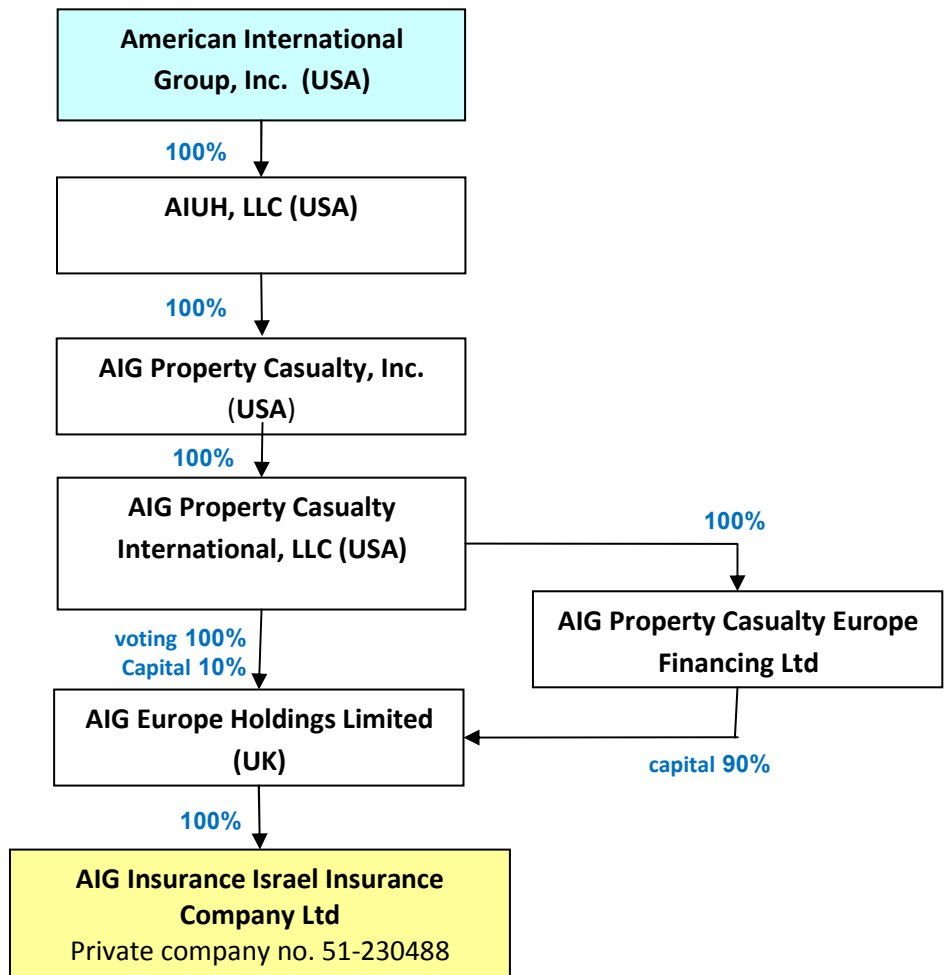 American International
Group, Inc. (USA)
100%
AIUH, LLC (USA)
100%
AIG Property Casualty, Inc.
(USA)
100%
AIG Property Casualty
International, LLC (USA)
100%
voting 100%
Capital 10%
AIG Property Casualty Europe
Financing Ltd
AIG Europe Holdings Limited
(UK)
capital 90%
100%
AIG Insurance Israel Insurance
Company Ltd
Private company no. 51-230488